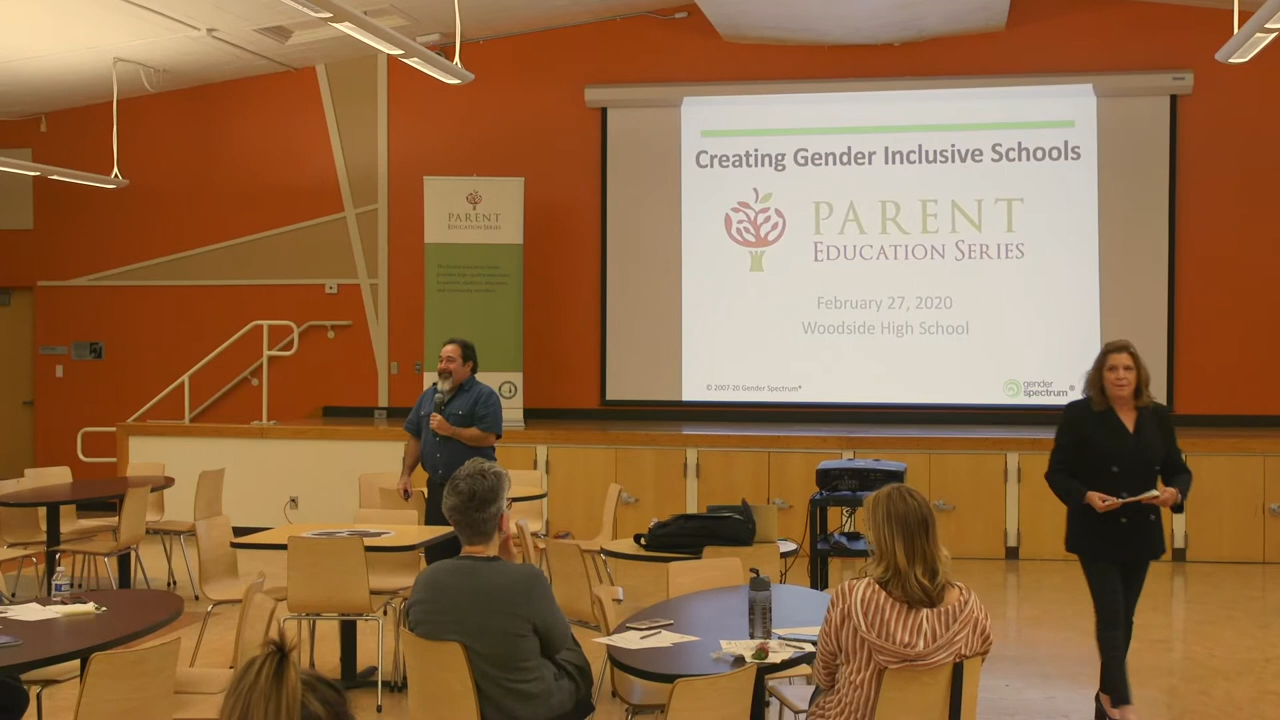 Creating Gender Inclusive Schools
PARENT
EDUCATION SERIES
February 27, 2020
Woodside High School
© 2007-20 Gender Spectrum®
gender
spectrum®
PARENT
EDUCATION SERIES